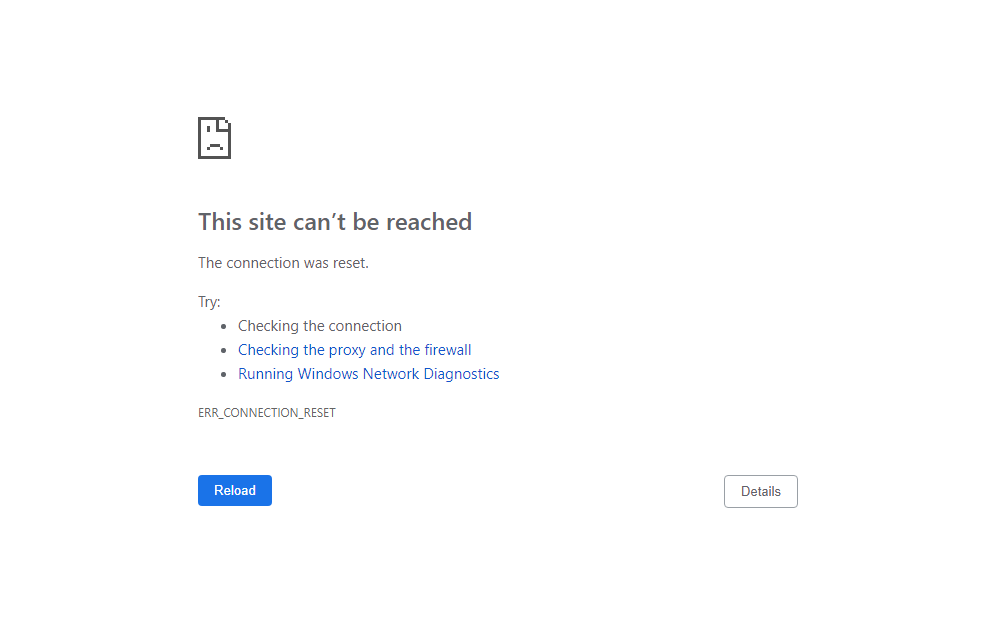 This site can’t be reached
The connection was reset.
Try:
Checking the connection
Checking the proxy and the firewall
Running Windows Network Diagnostics
ERR_CONNECTION_RESET
Reload
Details